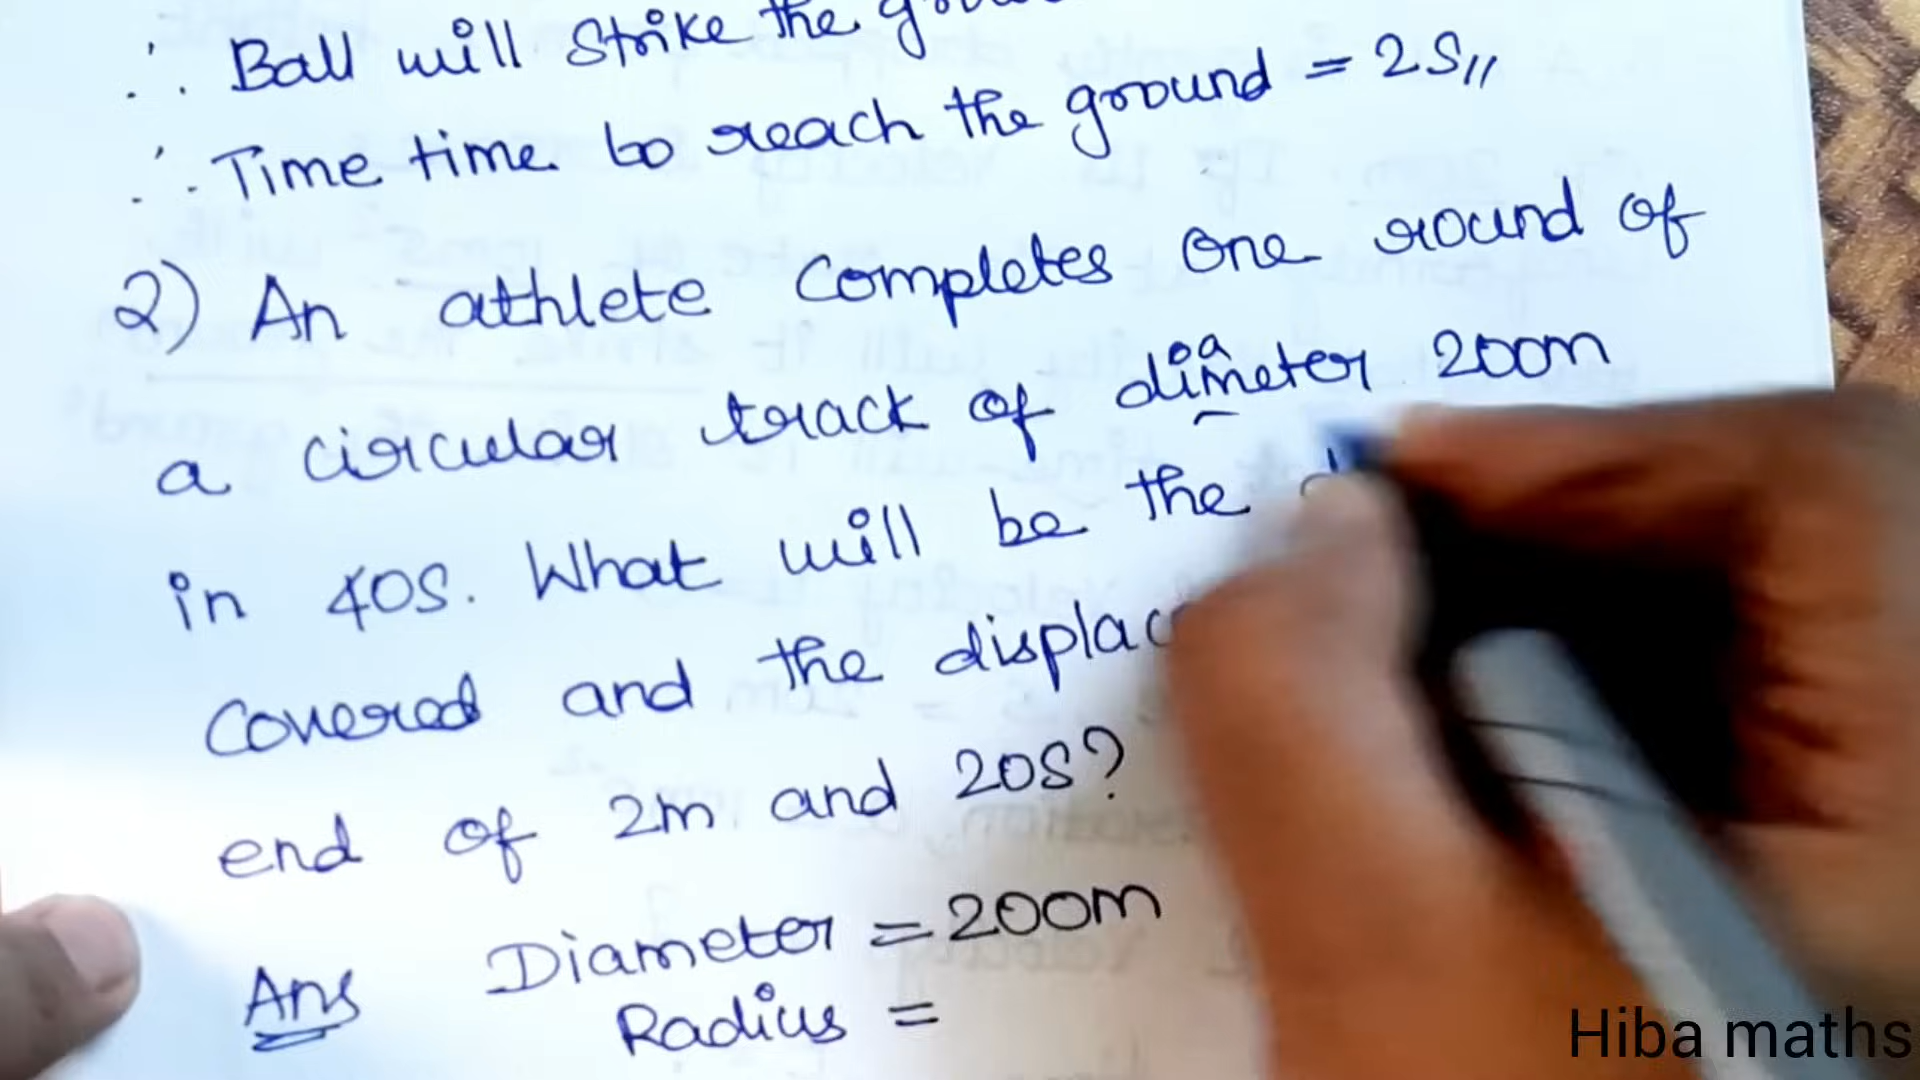 ∴ Ball will strike the
∴ Time time to reach the ground = 2s//
2) An athlete completes one round of
a circular track of diameter 200m
in 40s. What will be the
covered and the
end of 2m and 20s?
Ans Diameter = 200m
Radius =
Hiba maths